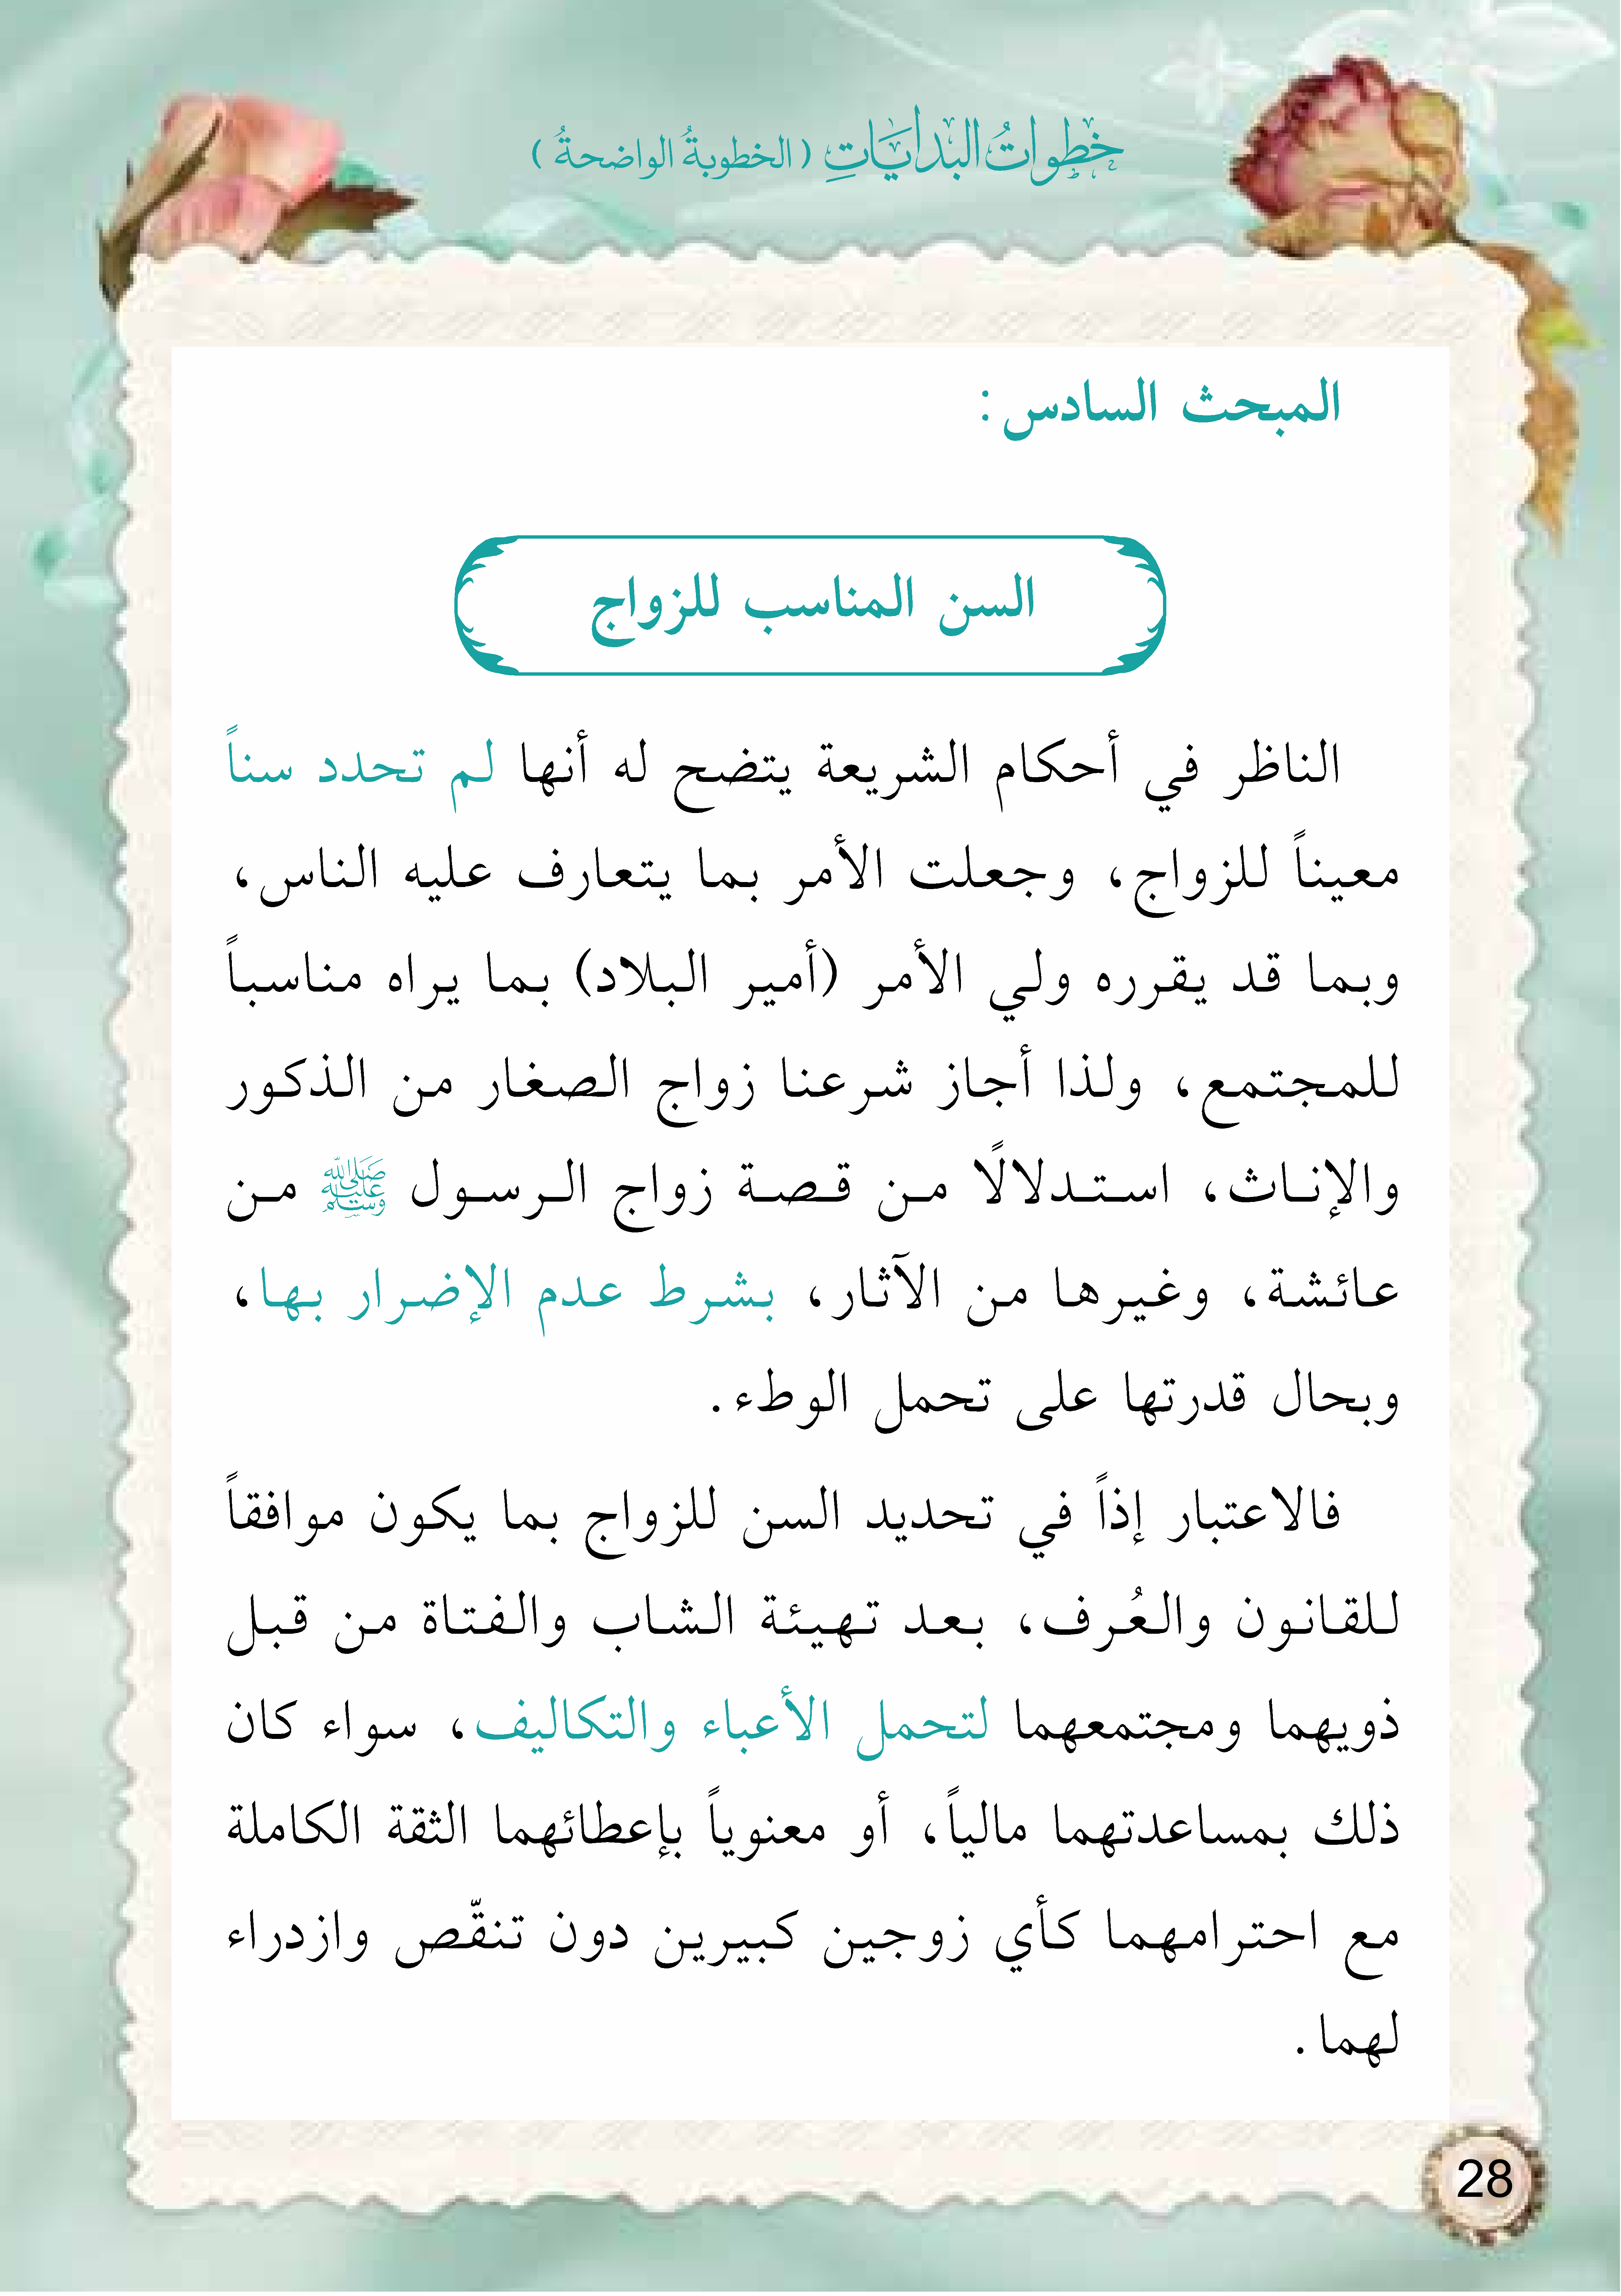 خطوات البدايات (الخطوبة الواضحة)
المبحث السادس:
السن المناسب للزواج
الناظر في أحكام الشريعة يتضح له أنها لم تحدد سناً
معيناً للزواج، وجعلت الأمر بما يتعارف عليه الناس،
وبما قد يقرره ولي الأمر (أمير البلاد) بما يراه مناسباً
للمجتمع، ولذا أجاز شرعنا زواج الصغار من الذكور
والإناث، استدلالًا من قصة زواج الرسول ﷺ من
عائشة، وغيرها من الآثار، بشرط عدم الإضرار بها،
وبحال قدرتها على تحمل الوطء.
فالاعتبار إذاً في تحديد السن للزواج بما يكون موافقاً
للقانون والعُرف، بعد تهيئة الشاب والفتاة من قبل
ذويهما ومجتمعهما لتحمل الأعباء والتكاليف، سواء كان
ذلك بمساعدتهما مالياً، أو معنوياً بإعطائهما الثقة الكاملة
مع احترامهما كأي زوجين كبيرين دون تنقّص وازدراء
لهما.
28